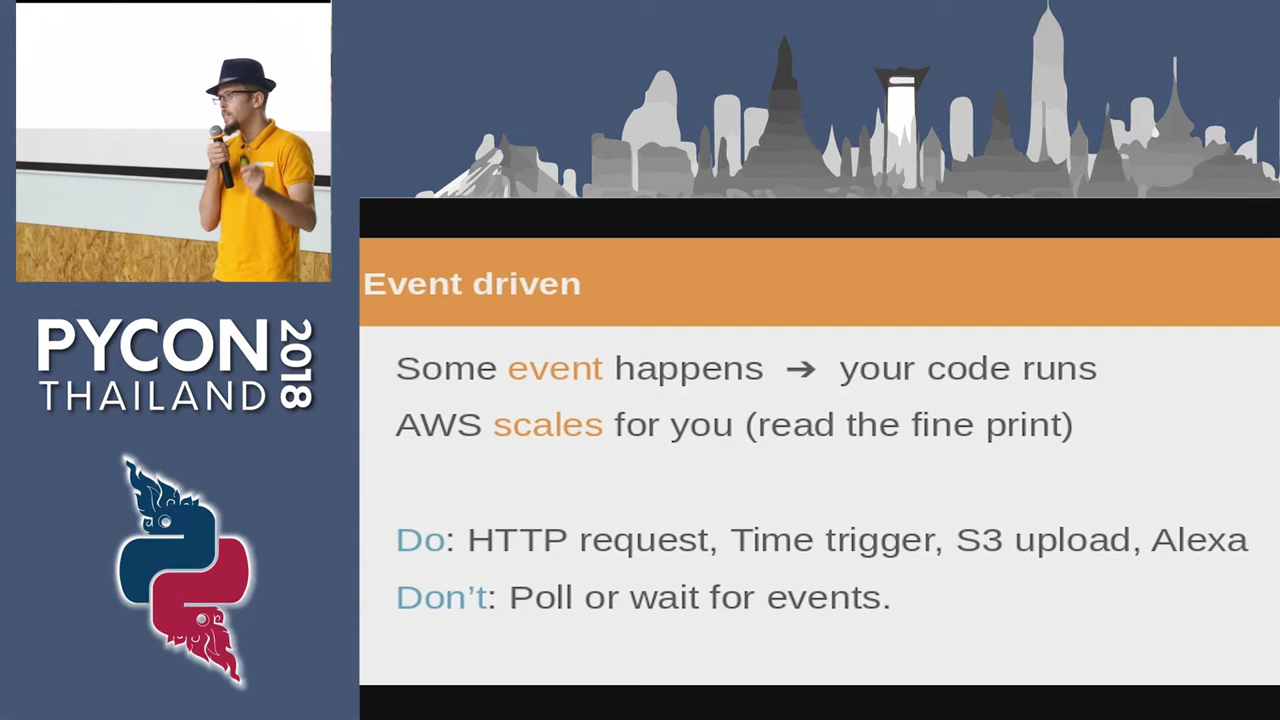 PYCON
THAILAND
2018
Event driven
Some event happens ➔ your code runs
AWS scales for you (read the fine print)
Do: HTTP request, Time trigger, S3 upload, Alexa
Don’t: Poll or wait for events.